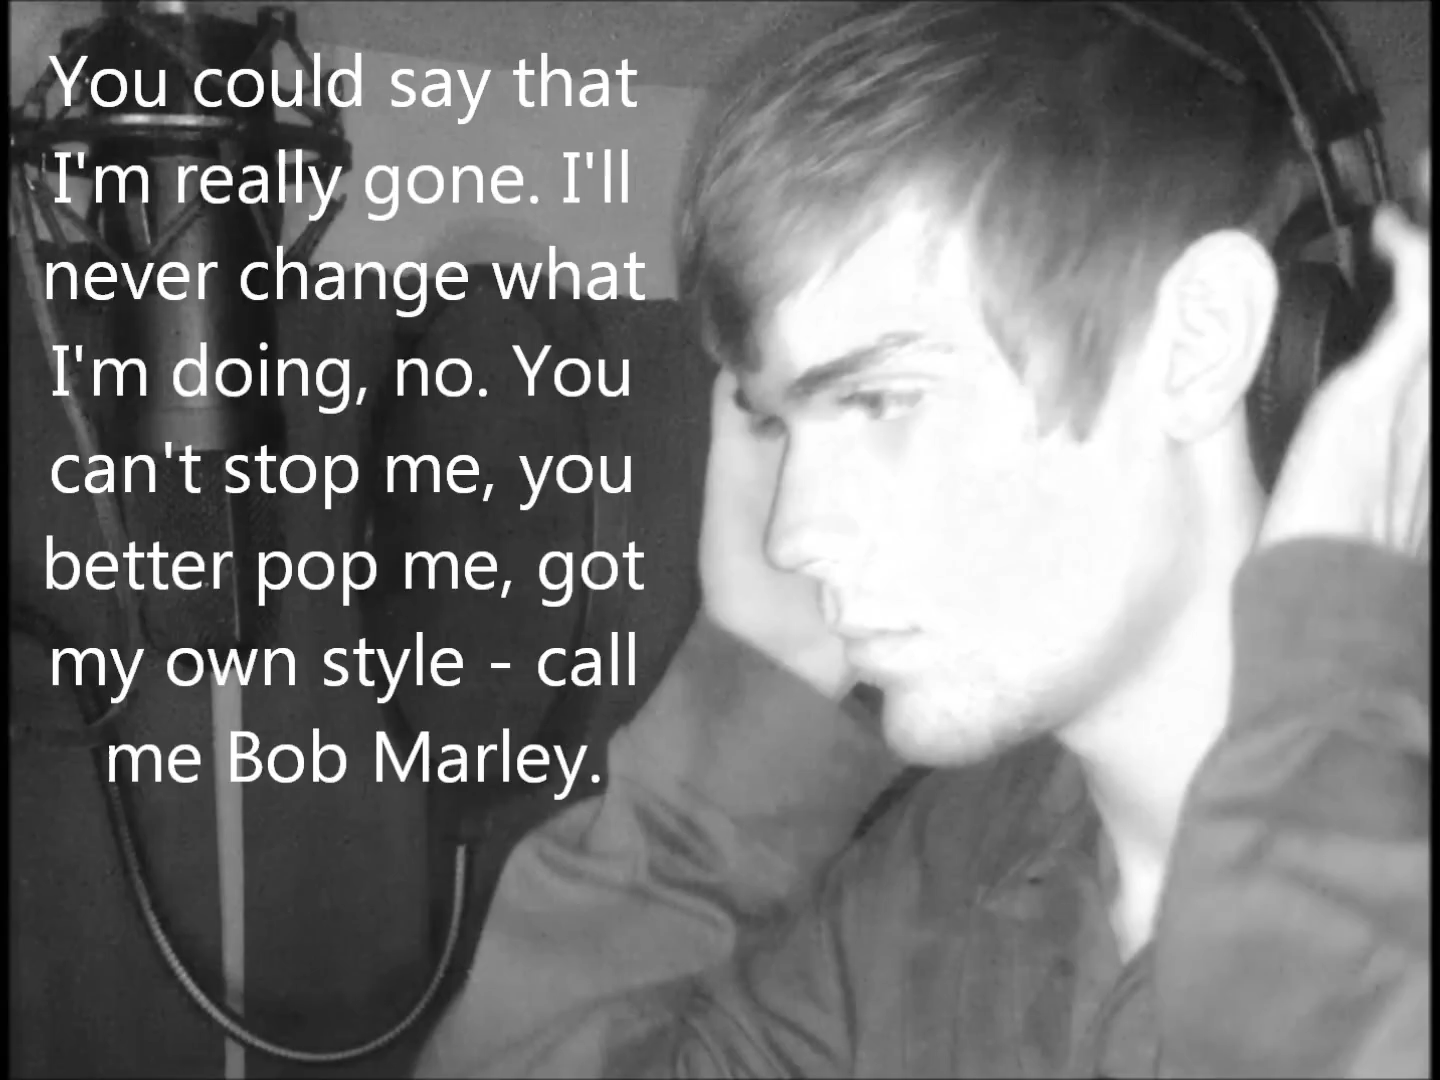 You could say that
I'm really gone. I'll
never change what
I'm doing, no. You
can't stop me, you
better pop me, got
my own style - call
me Bob Marley.